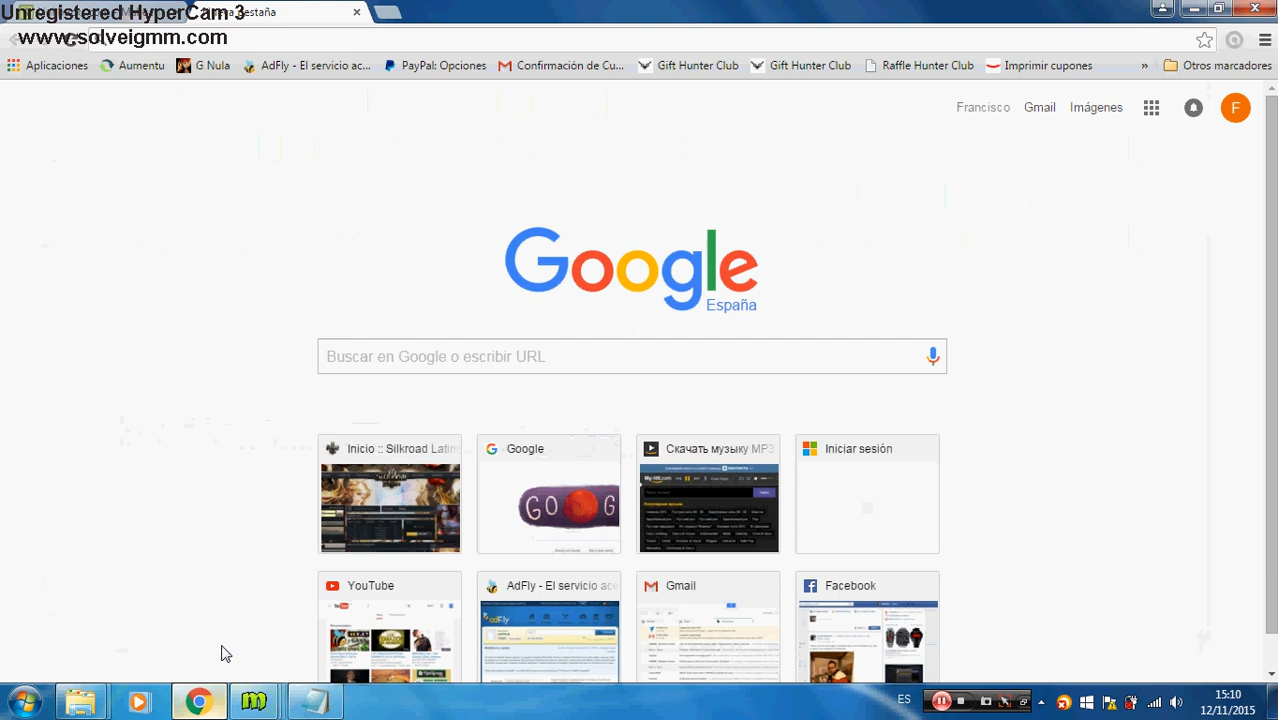 Unregistered HyperCam 3
www.solveigmm.com
Aplicaciones
Aumentu
G Nula
AdFly - El servicio ac...
PayPal: Opciones
Confirmación de Cu...
Gift Hunter Club
Gift Hunter Club
Raffle Hunter Club
Imprimir cupones
»
Otros marcadores
Francisco
Gmail
Imágenes
F
Google
España
Buscar en Google o escribir URL
Inicio :: Silkroad Latin
Google
Скачать музыку MP3
Iniciar sesión
YouTube
AdFly - El servicio ace
Gmail
Facebook
ES
15:10
12/11/2015